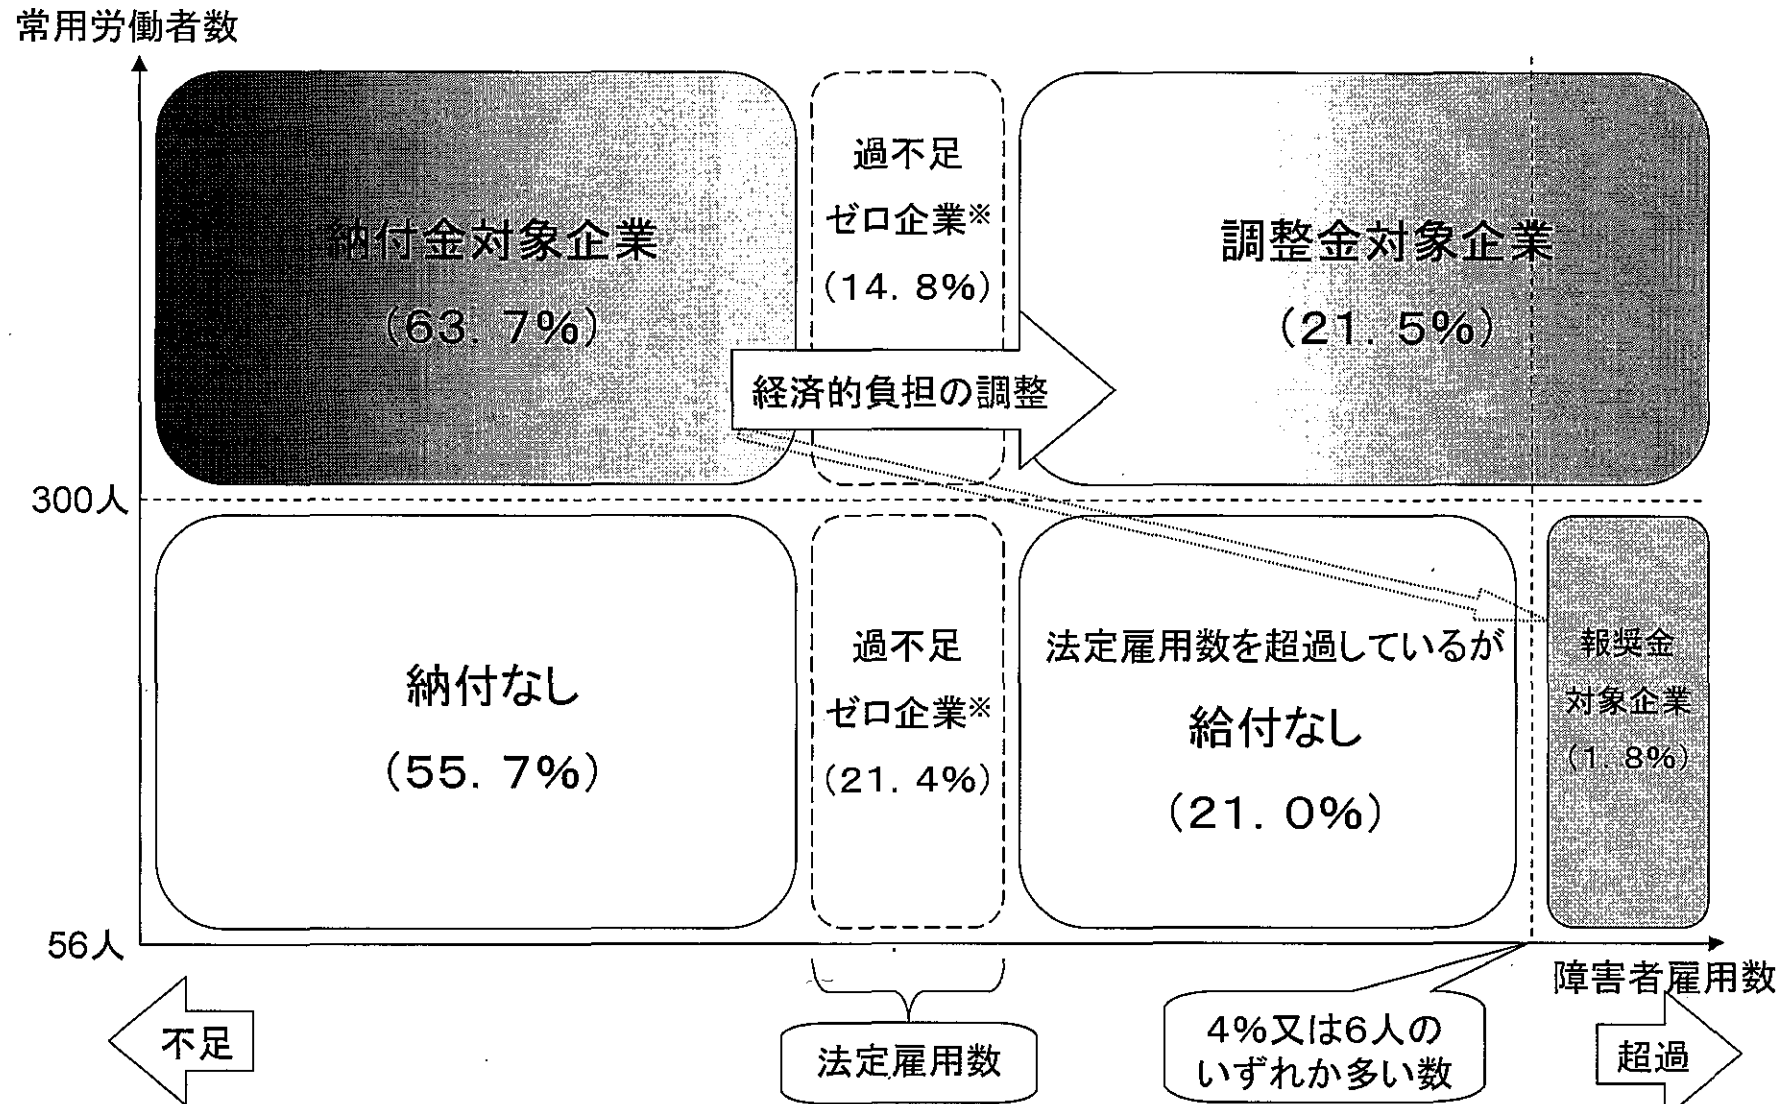 常用労働者数
納付金対象企業
(63.7%)
過不足
ゼロ企業※
(14.8%)
調整金対象企業
(21.5%)
経済的負担の調整
300人
納付なし
(55.7%)
過不足
ゼロ企業※
(21.4%)
法定雇用数を超過しているが
給付なし
(21.0%)
報奨金
対象企業
(1.8%)
56人
障害者雇用数
不足
法定雇用数
4%又は6人の
いずれか多い数
超過